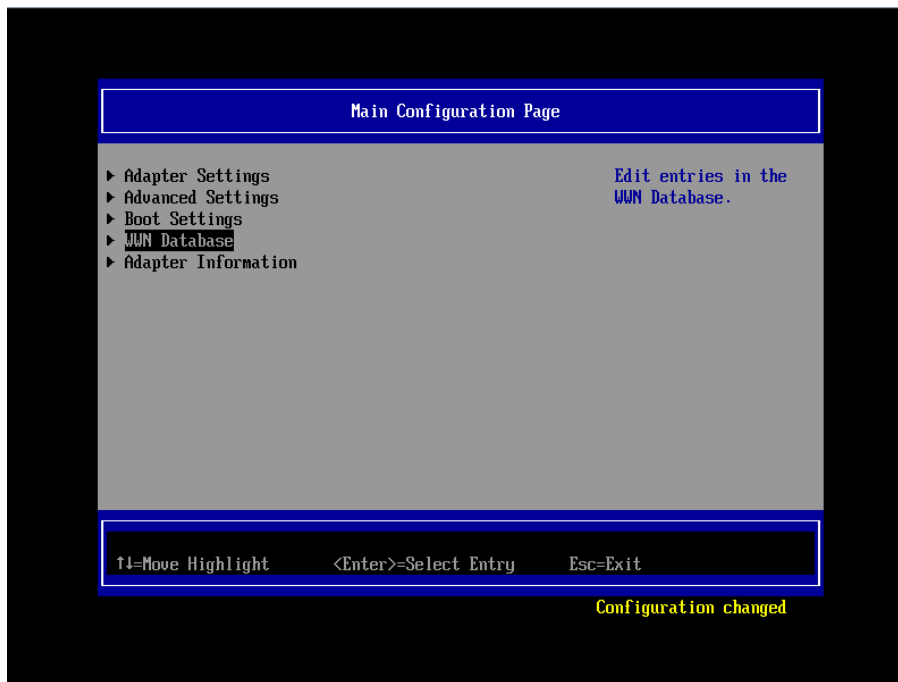 Main Configuration Page
▶ Adapter Settings
▶ Advanced Settings
▶ Boot Settings
▶ WWN Database
▶ Adapter Information
Edit entries in the
WWN Database.
↑↓=Move Highlight <Enter>=Select Entry Esc=Exit
Configuration changed